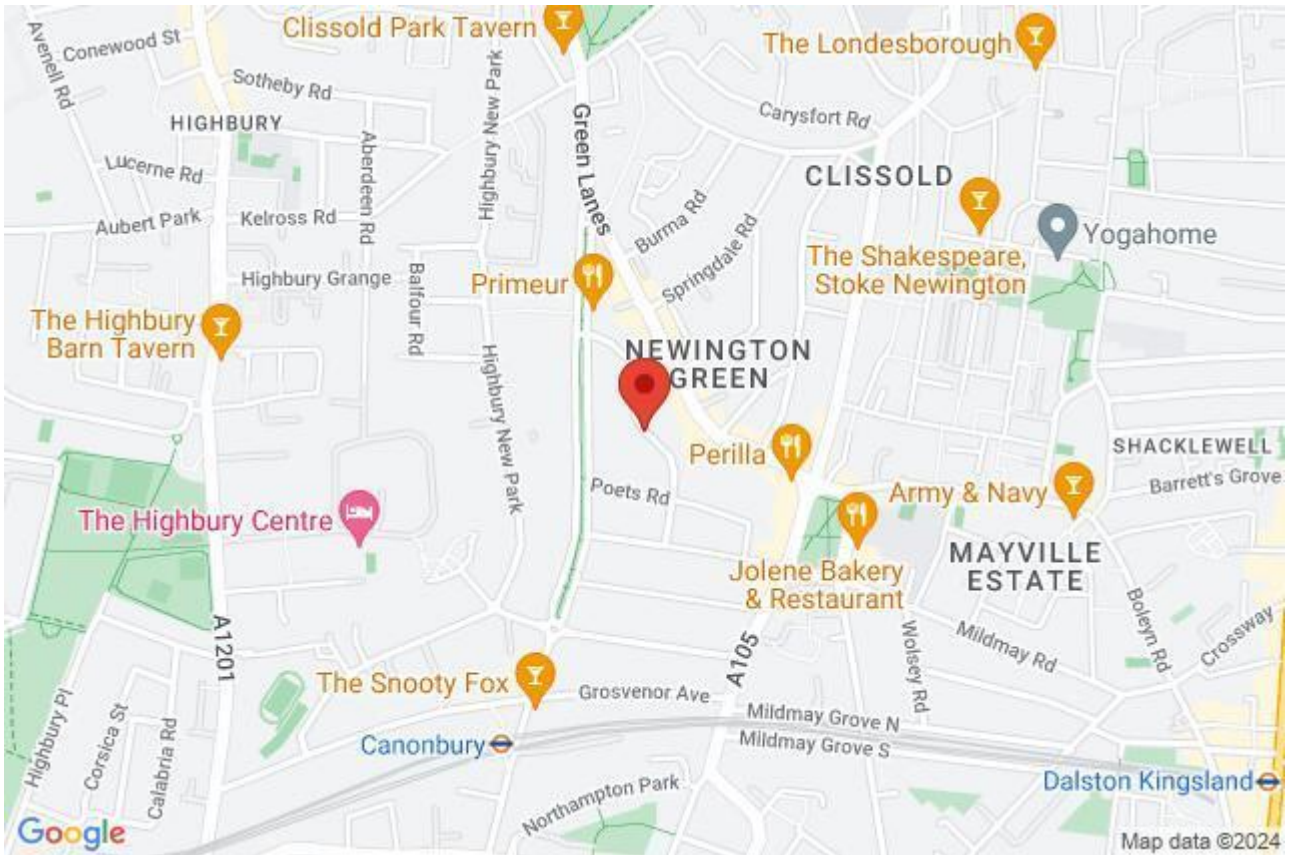 Clissold Park Tavern
The Londesborough
Conewood St
Avenell Rd
Sotheby Rd
HIGHBURY
Highbury New Park
Green Lanes
Carysfort Rd
Lucerne Rd
Aberdeen Rd
CLISSOLD
Aubert Park
Kelross Rd
Burma Rd
Springdale Rd
Yogahome
The Shakespeare,
Stoke Newington
Highbury Grange
Balfour Rd
Primeur
The Highbury
Barn Tavern
NEWINGTON
GREEN
Highbury New Park
Perilla
SHACKLEWELL
Barrett's Grove
Poets Rd
Army & Navy
The Highbury Centre
MAYVILLE
ESTATE
Jolene Bakery
& Restaurant
Boleyn Rd
Crossway
A1201
A105
Wolsey Rd
Mildmay Rd
The Snooty Fox
Grosvenor Ave
Highbury Pl
Corsica St
Calabria Rd
Mildmay Grove N
Mildmay Grove S
Canonbury
Dalston Kingsland
Northampton Park
Google
Map data ©2024